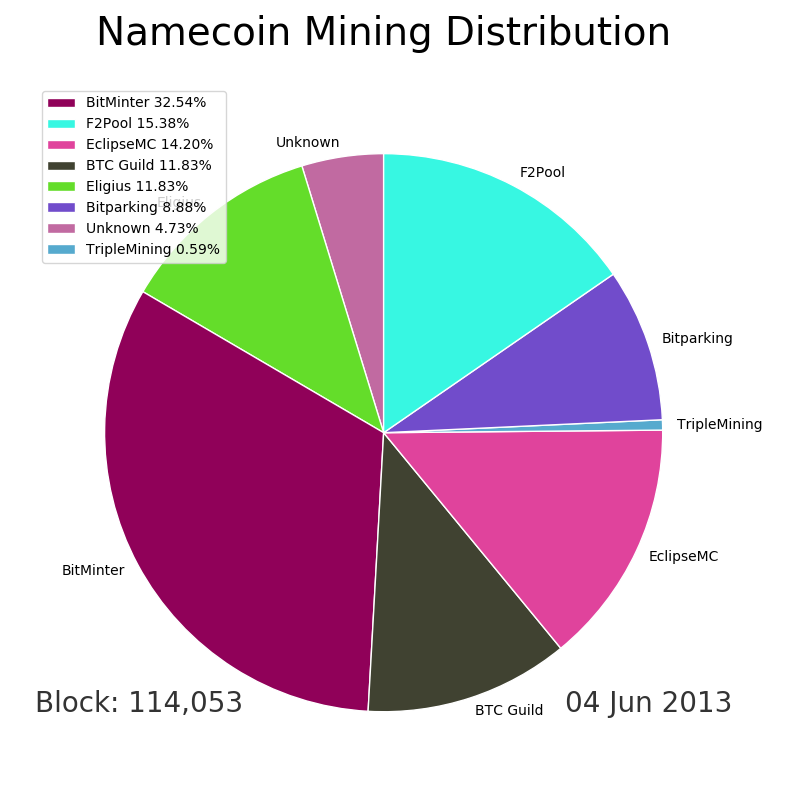 Namecoin Mining Distribution
BitMinter 32.54%
F2Pool 15.38%
EclipseMC 14.20%
BTC Guild 11.83%
Eligius 11.83%
Bitparking 8.88%
Unknown 4.73%
TripleMining 0.59%
Unknown
F2Pool
Eligius
Bitparking
TripleMining
EclipseMC
BitMinter
BTC Guild
Block: 114,053
04 Jun 2013